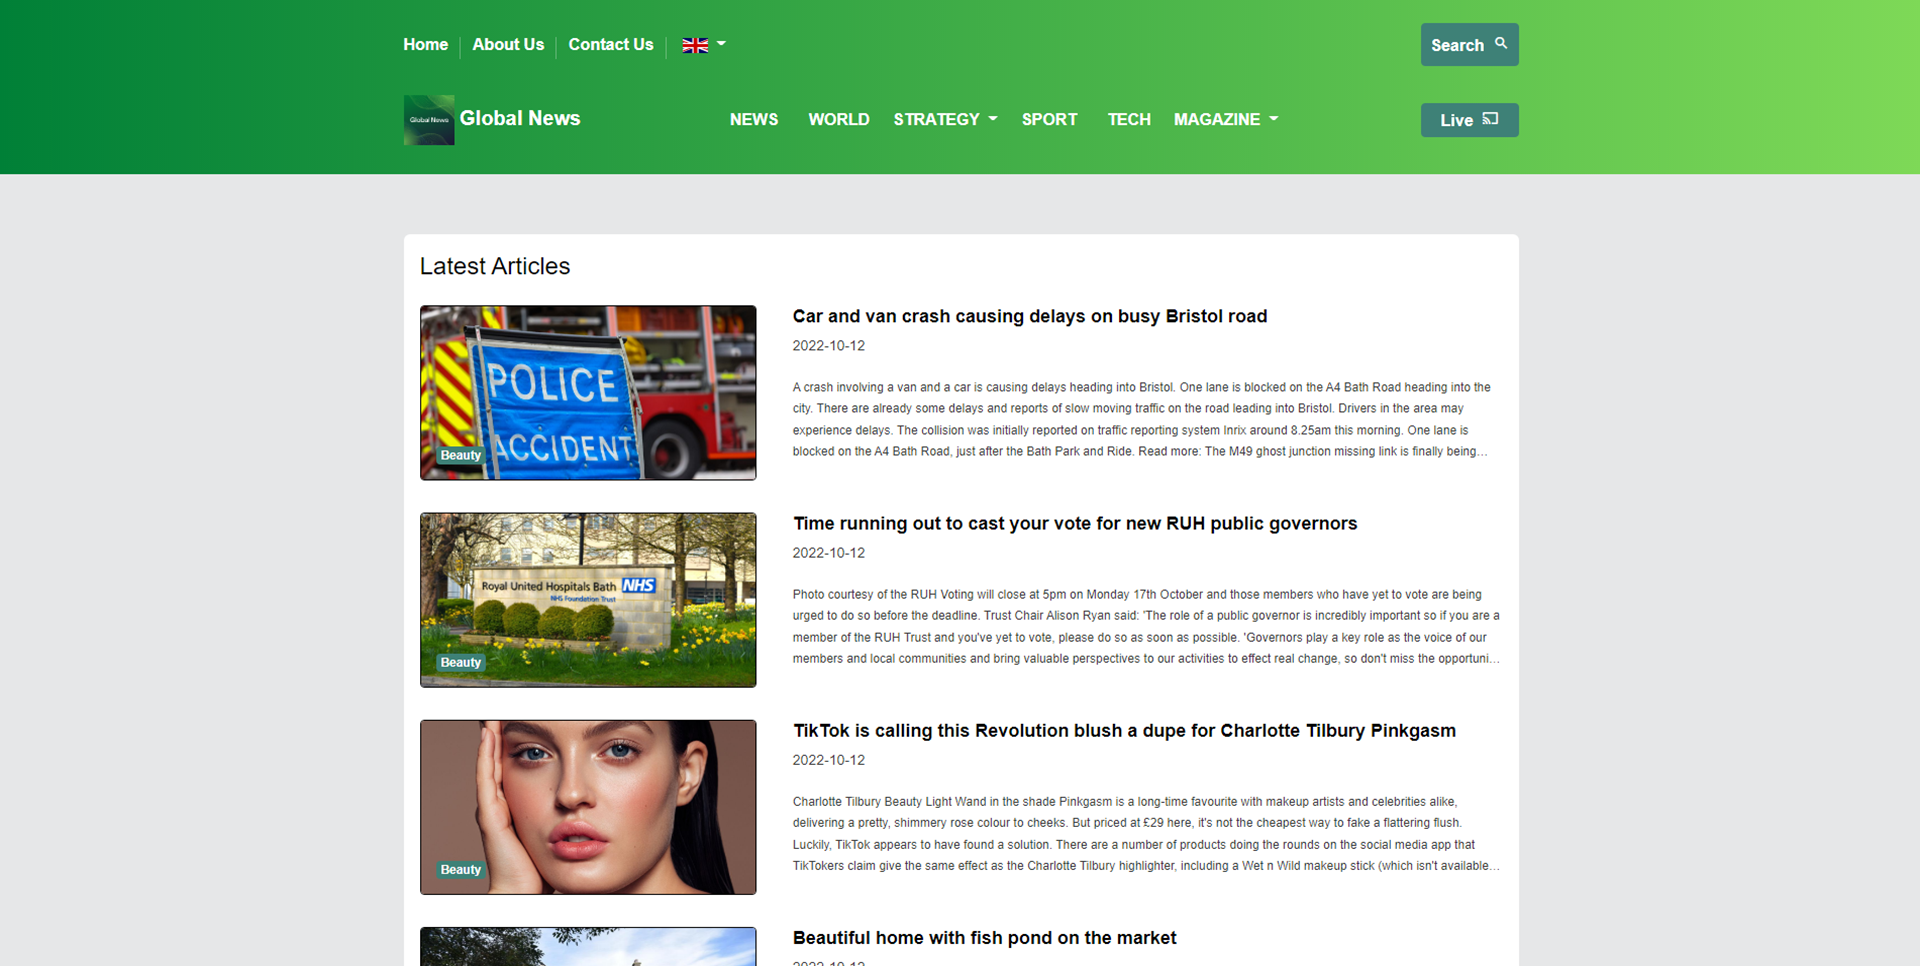 Home
About Us
Contact Us
Search
Global News
Global News
NEWS
WORLD
STRATEGY
SPORT
TECH
MAGAZINE
Live
Latest Articles
POLICE
ACCIDENT
Beauty
Car and van crash causing delays on busy Bristol road
2022-10-12
A crash involving a van and a car is causing delays heading into Bristol. One lane is blocked on the A4 Bath Road heading into the
city. There are already some delays and reports of slow moving traffic on the road leading into Bristol. Drivers in the area may
experience delays. The collision was initially reported on traffic reporting system Inrix around 8.25am this morning. One lane is
blocked on the A4 Bath Road, just after the Bath Park and Ride. Read more: The M49 ghost junction missing link is finally being...
Royal United Hospitals Bath NHS
NHS Foundation Trust
Beauty
Time running out to cast your vote for new RUH public governors
2022-10-12
Photo courtesy of the RUH Voting will close at 5pm on Monday 17th October and those members who have yet to vote are being
urged to do so before the deadline. Trust Chair Alison Ryan said: 'The role of a public governor is incredibly important so if you are a
member of the RUH Trust and you've yet to vote, please do so as soon as possible. 'Governors play a key role as the voice of our
members and local communities and bring valuable perspectives to our activities to effect real change, so don't miss the opportuni...
Beauty
TikTok is calling this Revolution blush a dupe for Charlotte Tilbury Pinkgasm
2022-10-12
Charlotte Tilbury Beauty Light Wand in the shade Pinkgasm is a long-time favourite with makeup artists and celebrities alike,
delivering a pretty, shimmery rose colour to cheeks. But priced at £29 here, it's not the cheapest way to fake a flattering flush.
Luckily, TikTok appears to have found a solution. There are a number of products doing the rounds on the social media app that
TikTokers claim give the same effect as the Charlotte Tilbury highlighter, including a Wet n Wild makeup stick (which isn't available...
Beautiful home with fish pond on the market
2022-10-12